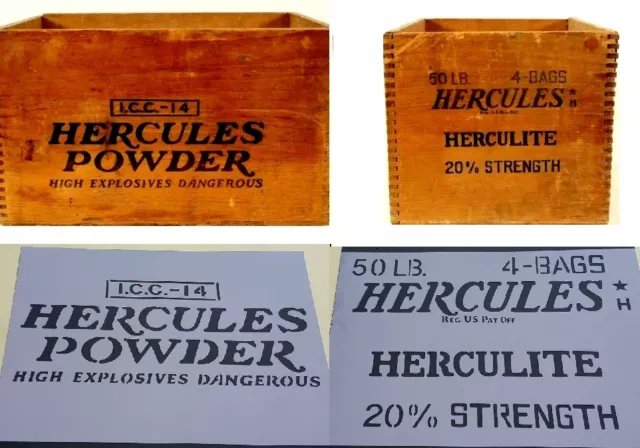 I.C.C.-14
HERCULES
POWDER
HIGH EXPLOSIVES DANGEROUS
50 LB. 4-BAGS
HERCULES ★
H
HERCULITE
20% STRENGTH
I.C.C.-14
HERCULES
POWDER
HIGH EXPLOSIVES DANGEROUS
50 LB. 4-BAGS
HERCULES ★
H
REG US PAT OFF
HERCULITE
20% STRENGTH